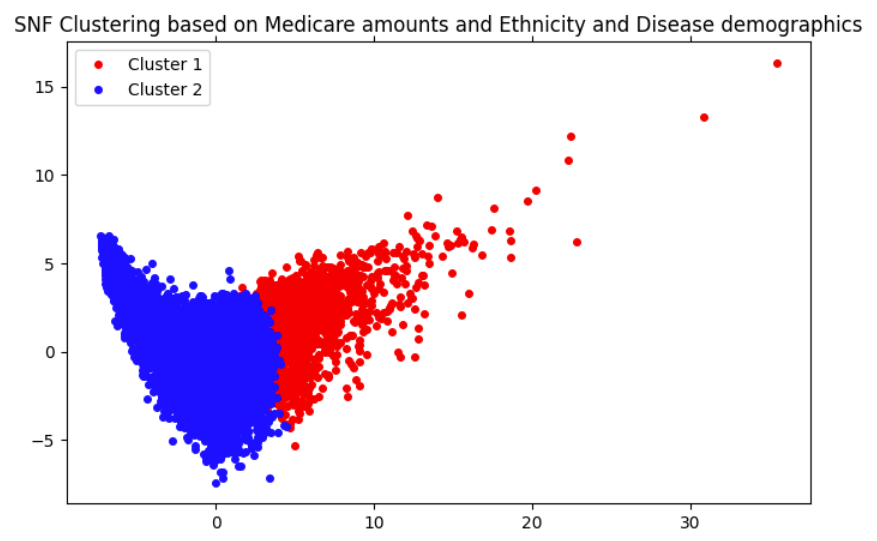 SNF Clustering based on Medicare amounts and Ethnicity and Disease demographics
Cluster 1
Cluster 2
15
10
5
0
−5
0 10 20 30